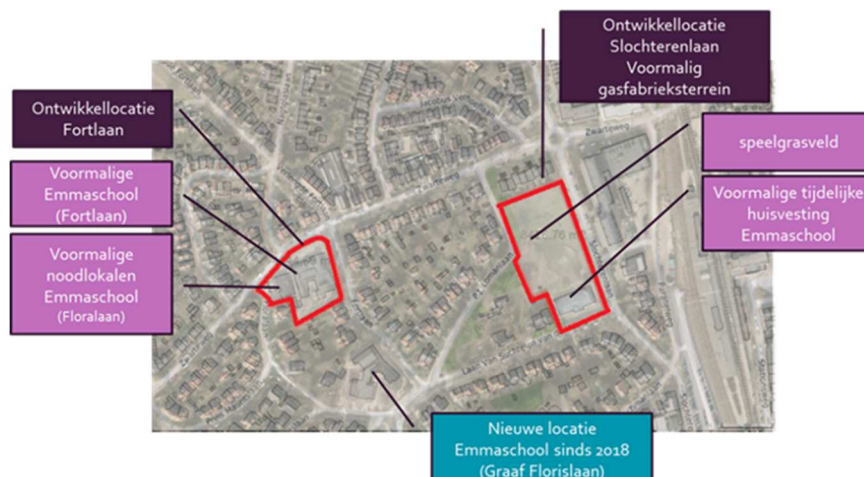 Ontwikkellocatie
Slochterenlaan
Voormalig
gasfabrieksterrein
Ontwikkellocatie
Fortlaan
Voormalige
Emmaschool
(Fortlaan)
Voormalige
noodlokalen
Emmaschool
(Floralaan)
speelgrasveld
Voormalige tijdelijke
huisvesting
Emmaschool
Zwarteweg
Nieuwe locatie
Emmaschool sinds 2018
(Graaf Florislaan)